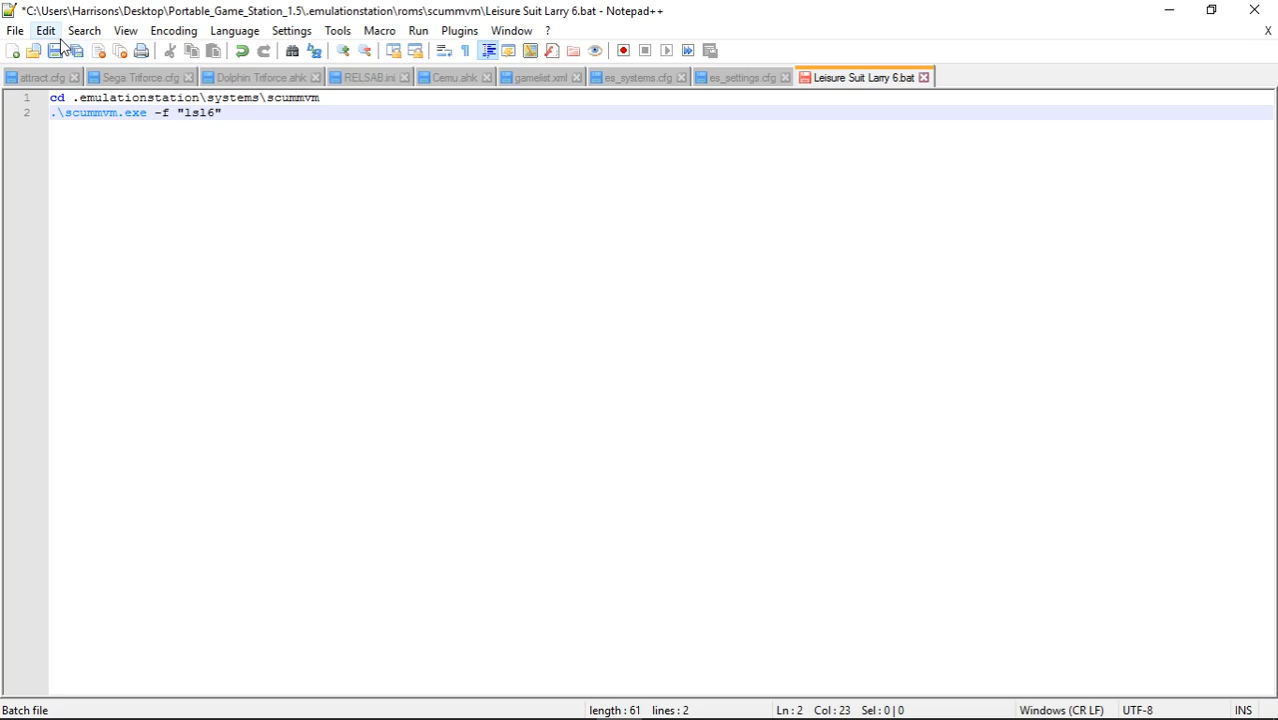 *C:\Users\Harrisons\Desktop\Portable_Game_Station_1.5\.emulationstation\roms\scummvm\Leisure Suit Larry 6.bat - Notepad++
File Edit Search View Encoding Language Settings Tools Macro Run Plugins Window ? X
attract.cfg Sega Triforce.cfg Dolphin Triforce.ahk RELSAB.ini Cemu.ahk gamelist.xml es_systems.cfg es_settings.cfg Leisure Suit Larry 6.bat
1 cd .emulationstation\systems\scummvm
2 .\scummvm.exe -f "lsl6"
Batch file length : 61 lines : 2 Ln : 2 Col : 23 Sel : 0 | 0 Windows (CR LF) UTF-8 INS